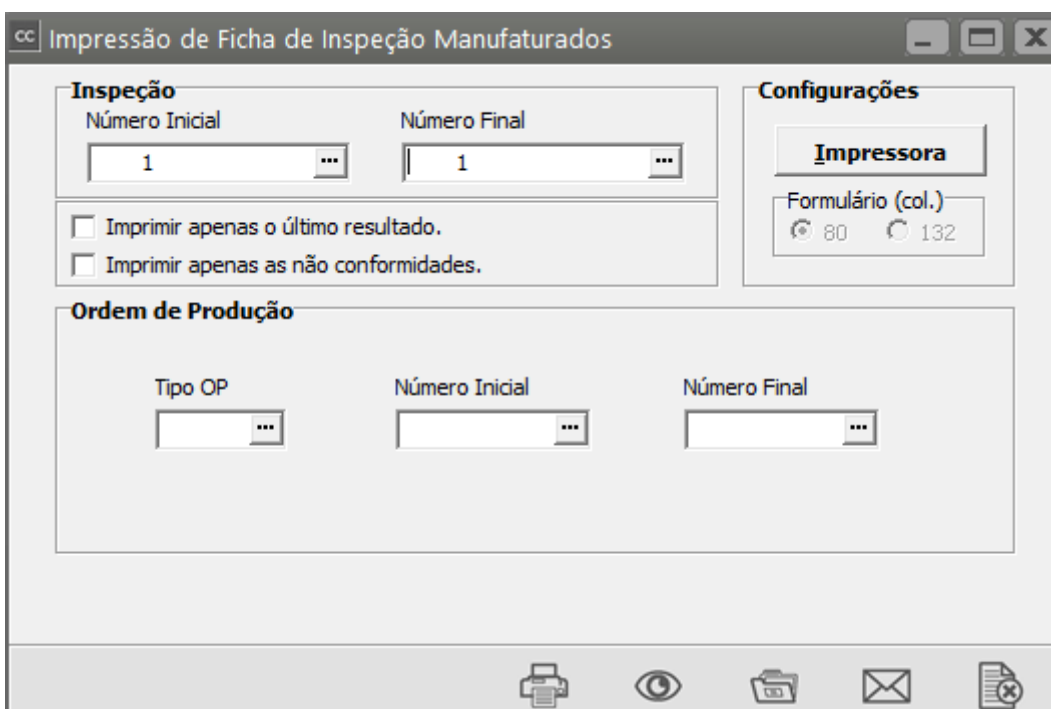 cc Impressão de Ficha de Inspeção Manufaturados
Inspeção
Número Inicial Número Final
1 ... 1 ...
Imprimir apenas o último resultado.
Imprimir apenas as não conformidades.
Configurações
Impressora
Formulário (col.)
80 132
Ordem de Produção
Tipo OP Número Inicial Número Final
... ... ...